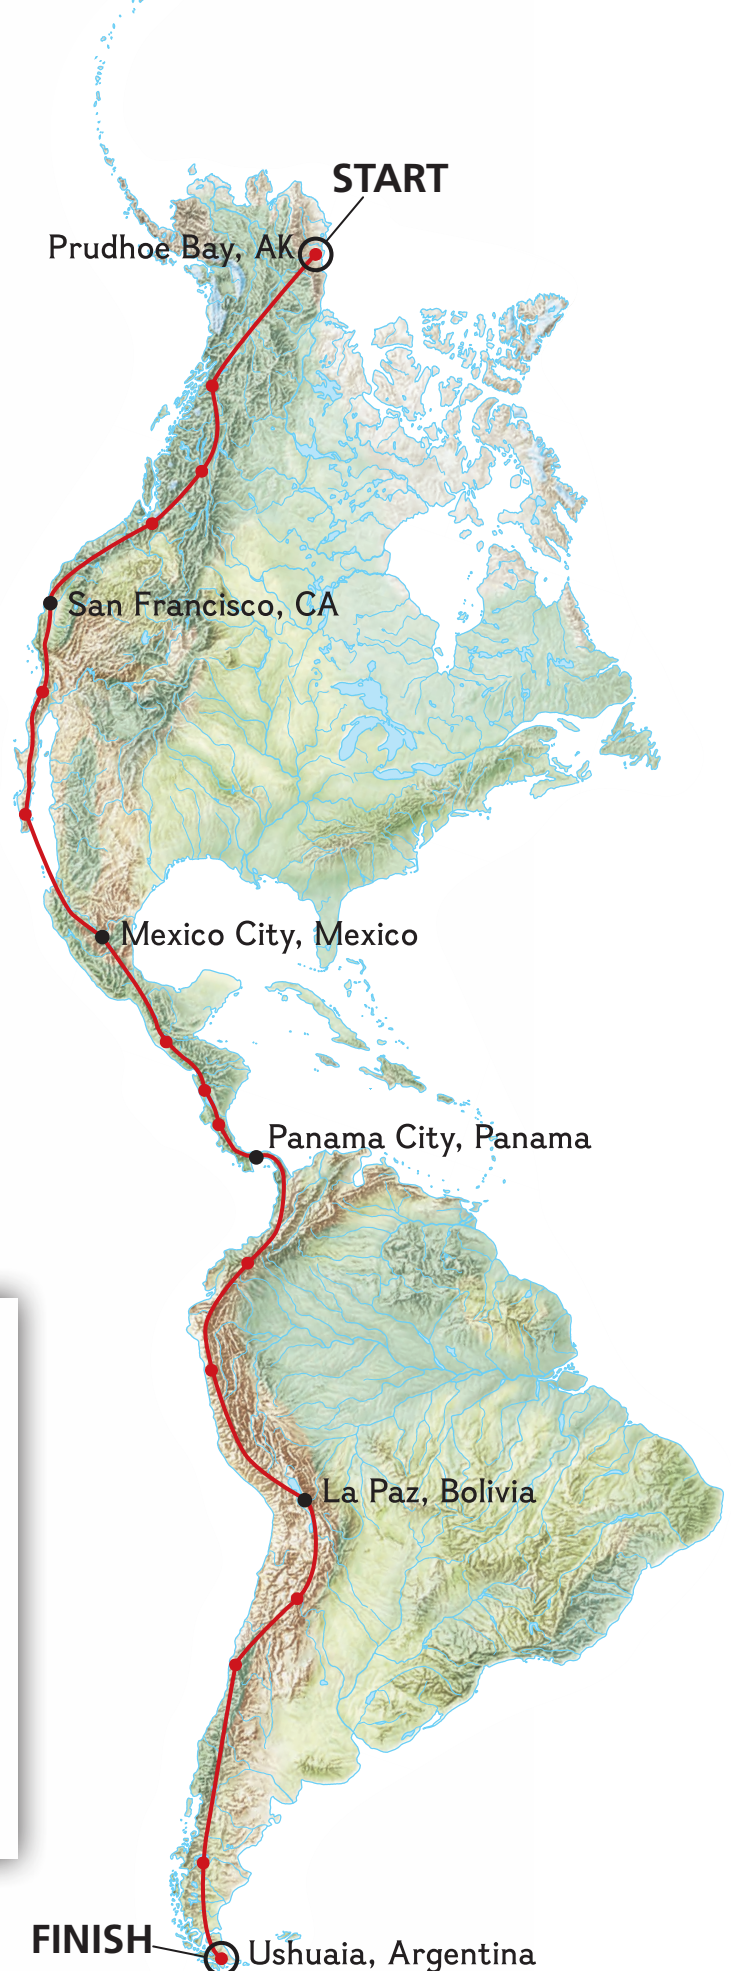 START
Prudhoe Bay, AK
San Francisco, CA
Mexico City, Mexico
Panama City, Panama
La Paz, Bolivia
FINISH
Ushuaia, Argentina